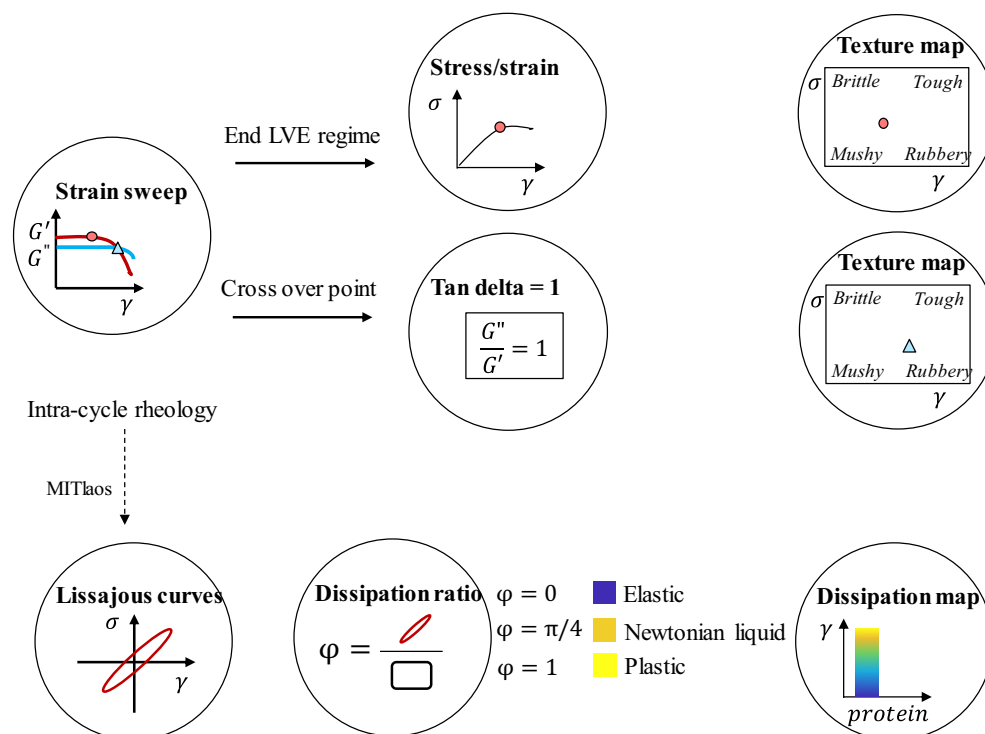 Stress/strain
σ
γ
End LVE regime
Texture map
σ
Brittle Tough
Mushy Rubbery
γ
Strain sweep
G′
G"
γ
Cross over point
Tan delta = 1
G"
G′
= 1
Texture map
σ
Brittle Tough
Mushy Rubbery
γ
Intra-cycle rheology
MITlaos
Lissajous curves
σ
γ
Dissipation ratio
φ =
φ = 0 Elastic
φ = π/4 Newtonian liquid
φ = 1 Plastic
Dissipation map
γ
protein